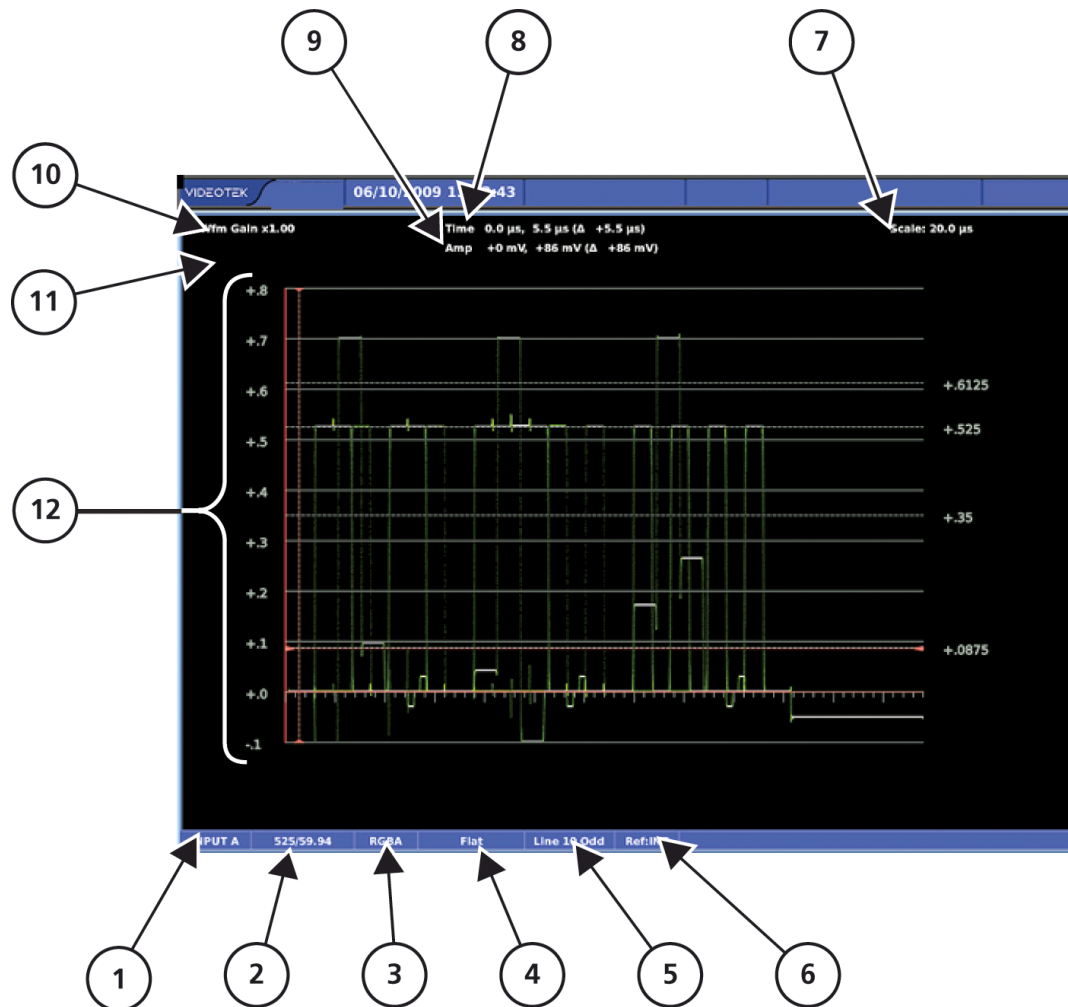 9 8 7
10
VIDEOTEK
06/10/2009
Wfm Gain x1.00
Time 0.0 µs, 5.5 µs (Δ +5.5 µs)
Scale: 20.0 µs
Amp +0 mV, +86 mV (Δ +86 mV)
11
+.8
+.7
+.6125
+.6
+.525
+.5
12
+.4
+.35
+.3
+.2
+.1
+.0875
+.0
-.1
INPUT A 525/59.94 RGBA Flat Line Odd
1 2 3 4 5 6